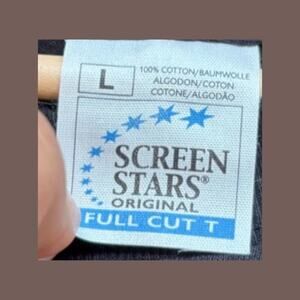 L
100% COTTON/BAUMWOLLE
ALGODON/COTON
COTONE/ALGODÃO
SCREEN
STARS®
ORIGINAL
FULL CUT T